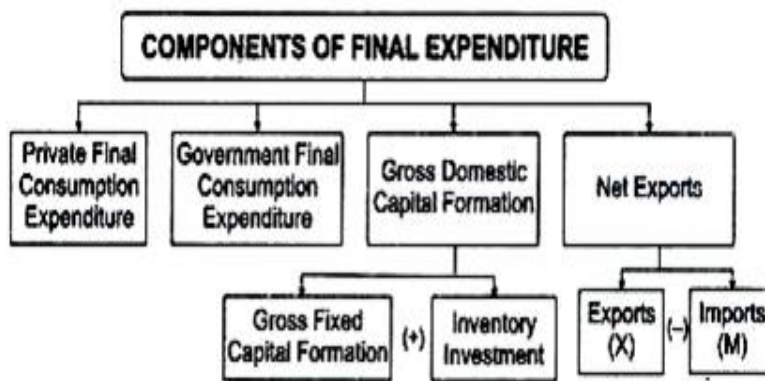 COMPONENTS OF FINAL EXPENDITURE
Private Final
Consumption
Expenditure
Government Final
Consumption
Expenditure
Gross Domestic
Capital Formation
Net Exports
Gross Fixed
Capital Formation
(+)
Inventory
Investment
Exports
(X)
(–)
Imports
(M)